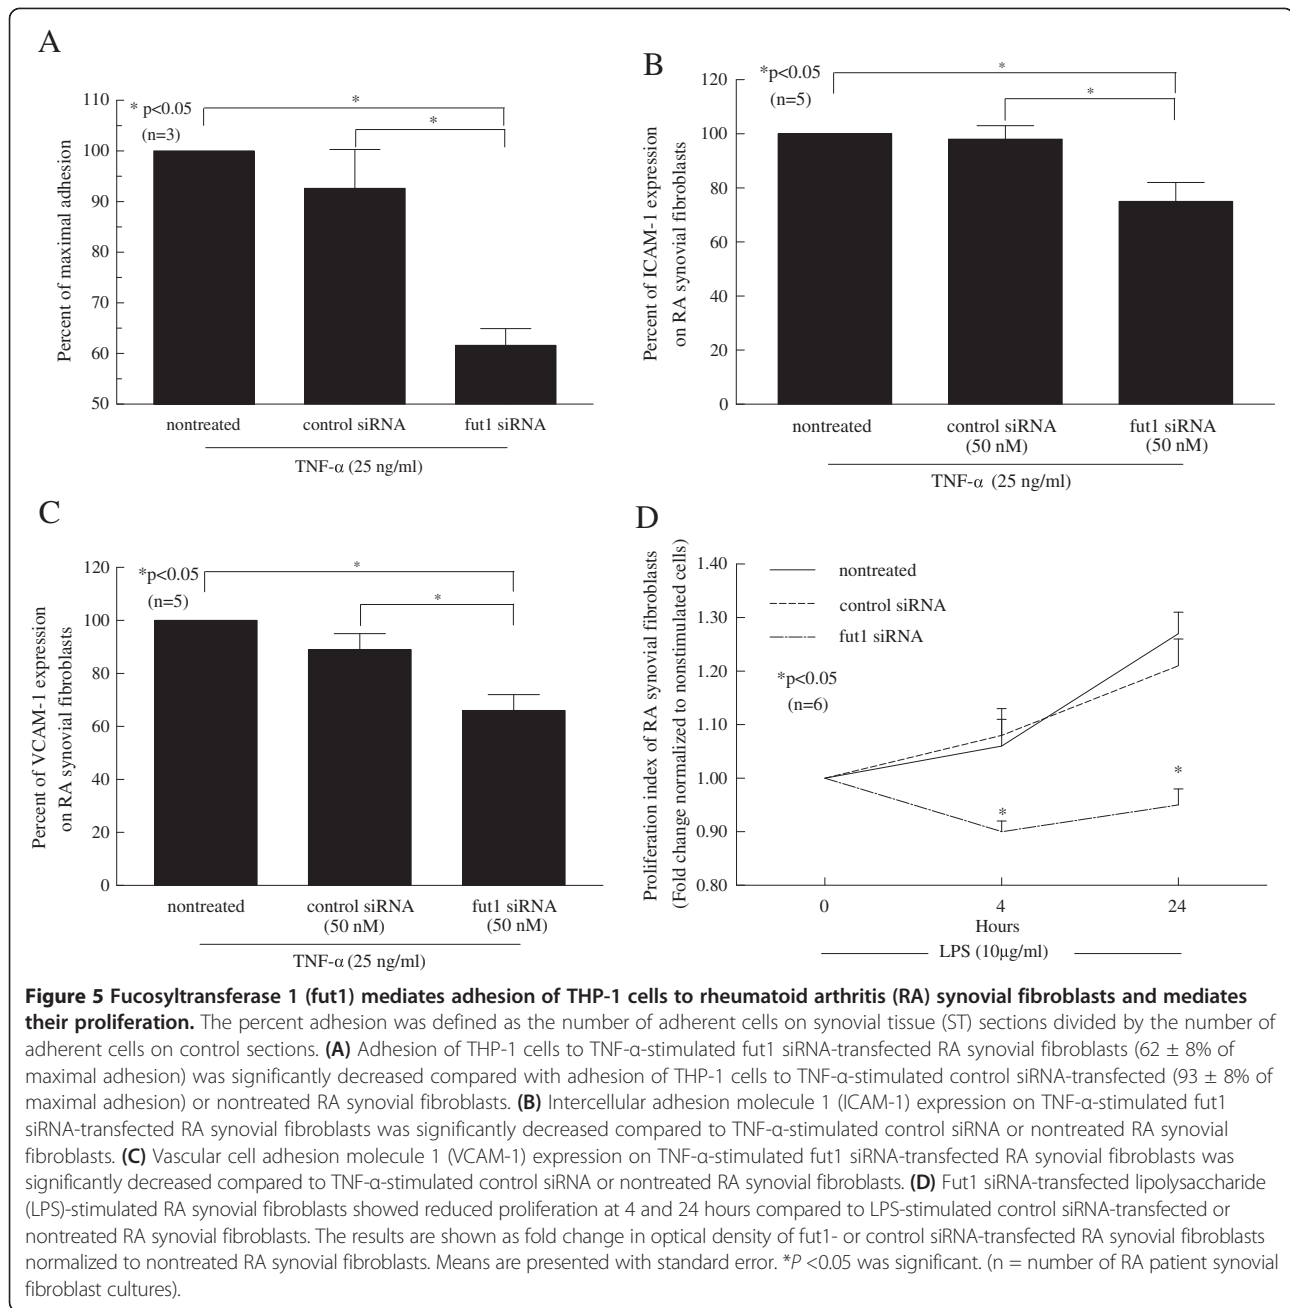 A
Percent of maximal adhesion
110
100
90
80
70
60
50
* p<0.05
(n=3)
*
*
nontreated
control siRNA
fut1 siRNA
TNF-α (25 ng/ml)
B
Percent of ICAM-1 expression
on RA synovial fibroblasts
120
100
80
60
40
20
0
*p<0.05
(n=5)
*
*
nontreated
control siRNA
(50 nM)
fut1 siRNA
(50 nM)
TNF-α (25 ng/ml)
C
Percent of VCAM-1 expression
on RA synovial fibroblasts
120
100
80
60
40
20
0
*p<0.05
(n=5)
*
*
nontreated
control siRNA
(50 nM)
fut1 siRNA
(50 nM)
TNF-α (25 ng/ml)
D
Proliferation index of RA synovial fibroblasts
(Fold change normalized to nonstimulated cells)
1.40
1.30
1.20
1.10
1.00
0.90
0.80
nontreated
control siRNA
fut1 siRNA
*p<0.05
(n=6)
*
*
0
4
24
Hours
LPS (10µg/ml)
Figure 5 Fucosyltransferase 1 (fut1) mediates adhesion of THP-1 cells to rheumatoid arthritis (RA) synovial fibroblasts and mediates
their proliferation. The percent adhesion was defined as the number of adherent cells on synovial tissue (ST) sections divided by the number of
adherent cells on control sections. (A) Adhesion of THP-1 cells to TNF-α-stimulated fut1 siRNA-transfected RA synovial fibroblasts (62 ± 8% of
maximal adhesion) was significantly decreased compared with adhesion of THP-1 cells to TNF-α-stimulated control siRNA-transfected (93 ± 8% of
maximal adhesion) or nontreated RA synovial fibroblasts. (B) Intercellular adhesion molecule 1 (ICAM-1) expression on TNF-α-stimulated fut1
siRNA-transfected RA synovial fibroblasts was significantly decreased compared to TNF-α-stimulated control siRNA or nontreated RA synovial
fibroblasts. (C) Vascular cell adhesion molecule 1 (VCAM-1) expression on TNF-α-stimulated fut1 siRNA-transfected RA synovial fibroblasts was
significantly decreased compared to TNF-α-stimulated control siRNA or nontreated RA synovial fibroblasts. (D) Fut1 siRNA-transfected lipolysaccharide
(LPS)-stimulated RA synovial fibroblasts showed reduced proliferation at 4 and 24 hours compared to LPS-stimulated control siRNA-transfected or
nontreated RA synovial fibroblasts. The results are shown as fold change in optical density of fut1- or control siRNA-transfected RA synovial fibroblasts
normalized to nontreated RA synovial fibroblasts. Means are presented with standard error. *P <0.05 was significant. (n = number of RA patient synovial
fibroblast cultures).